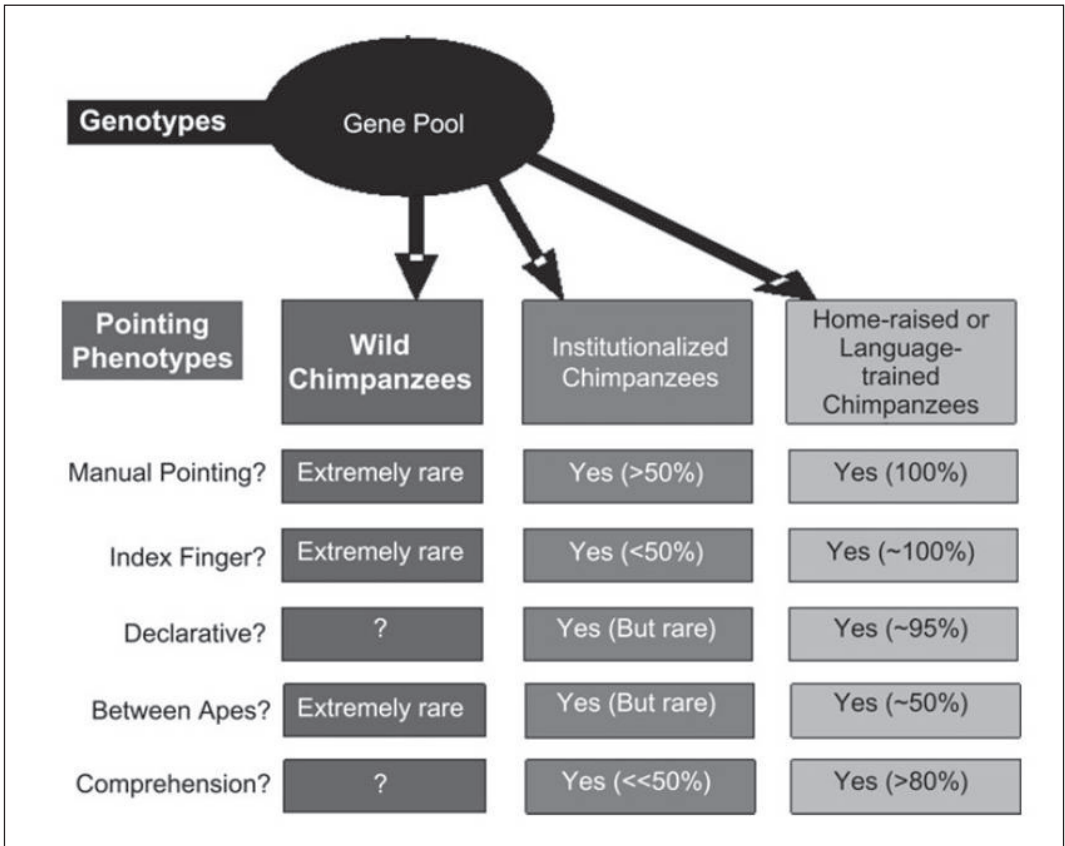 Genotypes
Gene Pool
Pointing
Phenotypes
Wild
Chimpanzees
Institutionalized
Chimpanzees
Home-raised or
Language-
trained
Chimpanzees
Manual Pointing?
Extremely rare
Yes (>50%)
Yes (100%)
Index Finger?
Extremely rare
Yes (<50%)
Yes (~100%)
Declarative?
?
Yes (But rare)
Yes (~95%)
Between Apes?
Extremely rare
Yes (But rare)
Yes (~50%)
Comprehension?
?
Yes (<<50%)
Yes (>80%)